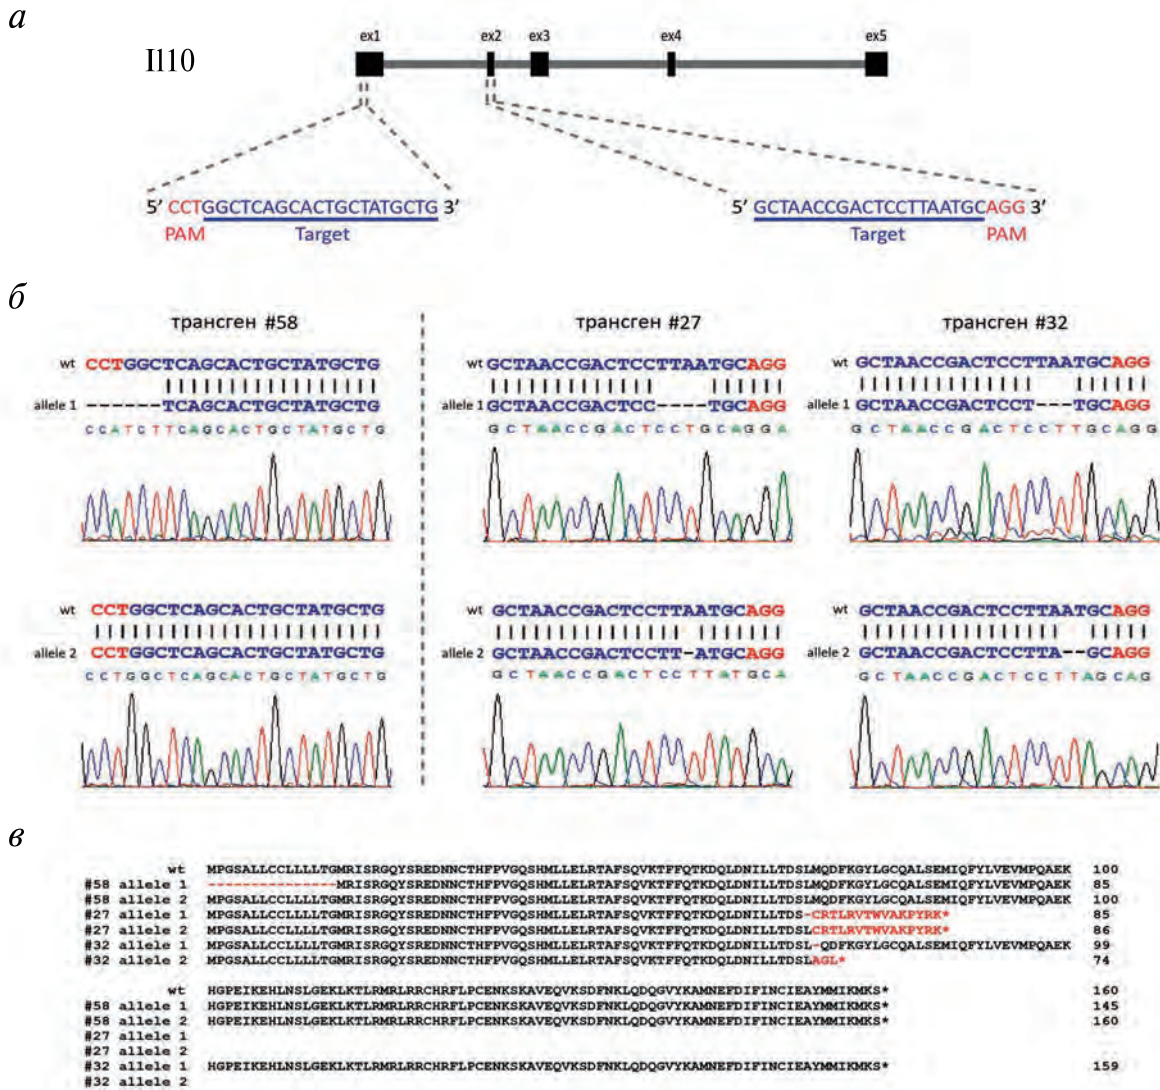 а
Il10
ex1 ex2 ex3 ex4 ex5
5′ CCTGGCTCAGCACTGCTATGCTG 3′
PAM Target
5′ GCTAACCGACTCCTTAATGCAGG 3′
Target PAM
б
трансген #58
wt CCTGGCTCAGCACTGCTATGCTG
allele 1 ------TCAGCACTGCTATGCTG
CCATCTTCAGCACTGCTATGCTG
wt CCTGGCTCAGCACTGCTATGCTG
allele 2 CCTGGCTCAGCACTGCTATGCTG
CCTGGCTCAGCACTGCTATGCTG
трансген #27
wt GCTAACCGACTCCTTAATGCAGG
allele 1 GCTAACCGACTCC----TGCAGG
GCTAACCGACTCCTGCAGGA
wt GCTAACCGACTCCTTAATGCAGG
allele 2 GCTAACCGACTCCTT-ATGCAGG
GCTAACCGACTCCTTATGCA
трансген #32
wt GCTAACCGACTCCTTAATGCAGG
allele 1 GCTAACCGACTCCT---TGCAGG
GCTAACCGACTCCTTGCAGG
wt GCTAACCGACTCCTTAATGCAGG
allele 2 GCTAACCGACTCCTTA--GCAGG
GCTAACCGACTCCTTAGCAG
в
wt MPGSALLCCLLLLTGMRISRGQYSREDNNCTHFPVGQSHMLLELRTAFSQVKTFFQTKDQLDNILLTDSLMQDFKGYLGCQALSEMIQFYLVEVMPQAEK 100
#58 allele 1 ---------------MRISRGQYSREDNNCTHFPVGQSHMLLELRTAFSQVKTFFQTKDQLDNILLTDSLMQDFKGYLGCQALSEMIQFYLVEVMPQAEK 85
#58 allele 2 MPGSALLCCLLLLTGMRISRGQYSREDNNCTHFPVGQSHMLLELRTAFSQVKTFFQTKDQLDNILLTDSLMQDFKGYLGCQALSEMIQFYLVEVMPQAEK 100
#27 allele 1 MPGSALLCCLLLLTGMRISRGQYSREDNNCTHFPVGQSHMLLELRTAFSQVKTFFQTKDQLDNILLTDS-CRTLRVTWVAKPYRK* 85
#27 allele 2 MPGSALLCCLLLLTGMRISRGQYSREDNNCTHFPVGQSHMLLELRTAFSQVKTFFQTKDQLDNILLTDSLCRTLRVTWVAKPYRK* 86
#32 allele 1 MPGSALLCCLLLLTGMRISRGQYSREDNNCTHFPVGQSHMLLELRTAFSQVKTFFQTKDQLDNILLTDSL-QDFKGYLGCQALSEMIQFYLVEVMPQAEK 99
#32 allele 2 MPGSALLCCLLLLTGMRISRGQYSREDNNCTHFPVGQSHMLLELRTAFSQVKTFFQTKDQLDNILLTDSLAGL* 74
wt HGPEIKEHLNSLGEKLKTLRMRLRRCHRFLPCENKSKAVEQVKSDFNKLQDQGVYKAMNEFDIFINCIEAYMMIKMKS* 160
#58 allele 1 HGPEIKEHLNSLGEKLKTLRMRLRRCHRFLPCENKSKAVEQVKSDFNKLQDQGVYKAMNEFDIFINCIEAYMMIKMKS* 145
#58 allele 2 HGPEIKEHLNSLGEKLKTLRMRLRRCHRFLPCENKSKAVEQVKSDFNKLQDQGVYKAMNEFDIFINCIEAYMMIKMKS* 160
#27 allele 1
#27 allele 2
#32 allele 1 HGPEIKEHLNSLGEKLKTLRMRLRRCHRFLPCENKSKAVEQVKSDFNKLQDQGVYKAMNEFDIFINCIEAYMMIKMKS* 159
#32 allele 2